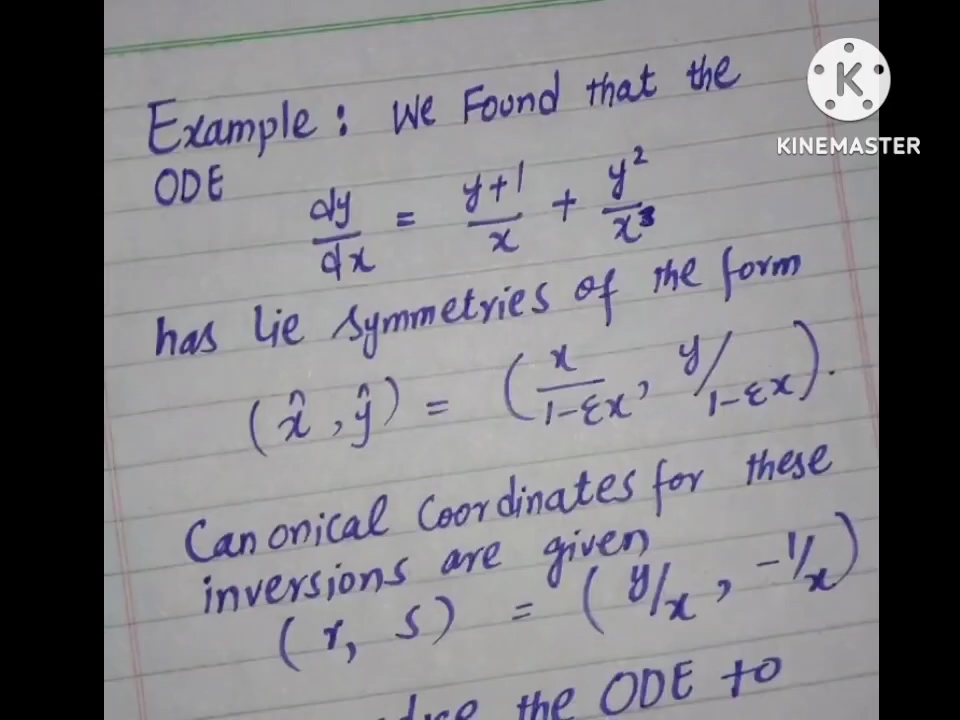 Example: We Found that the
ODE
dy/dx = y+1/x + y²/x³
has lie symmetries of the form
(x̂, ŷ) = (x/1-εx, y/1-εx).
Canonical Coordinates for these
inversions are given
(r, s) = (y/x, -1/x)
the ODE to
K
KINEMASTER